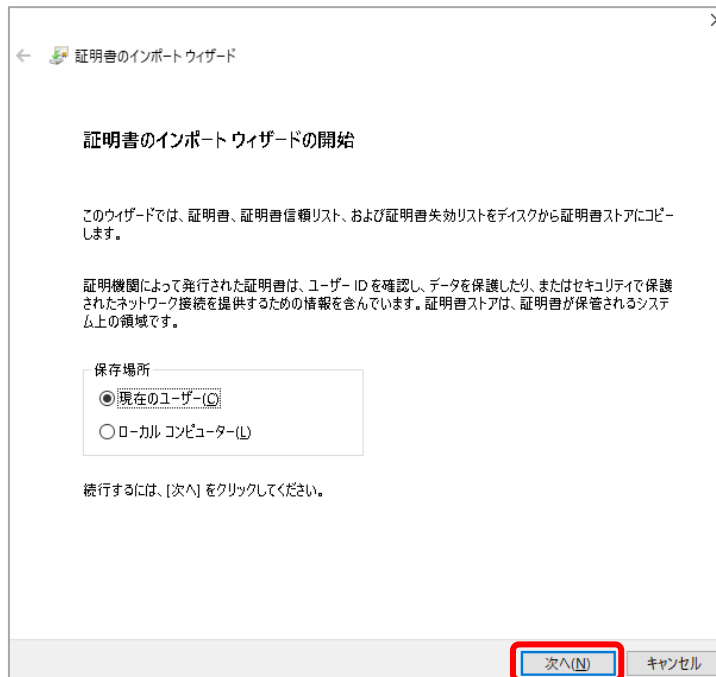 証明書のインポート ウィザード
証明書のインポート ウィザードの開始
このウィザードでは、証明書、証明書信頼リスト、および証明書失効リストをディスクから証明書ストアにコピー
します。
証明機関によって発行された証明書は、ユーザー ID を確認し、データを保護したり、またはセキュリティで保護
されたネットワーク接続を提供するための情報を含んでいます。証明書ストアは、証明書が保管されるシステ
ム上の領域です。
保存場所
現在のユーザー(C)
ローカル コンピューター(L)
続行するには、[次へ] をクリックしてください。
次へ(N)
キャンセル